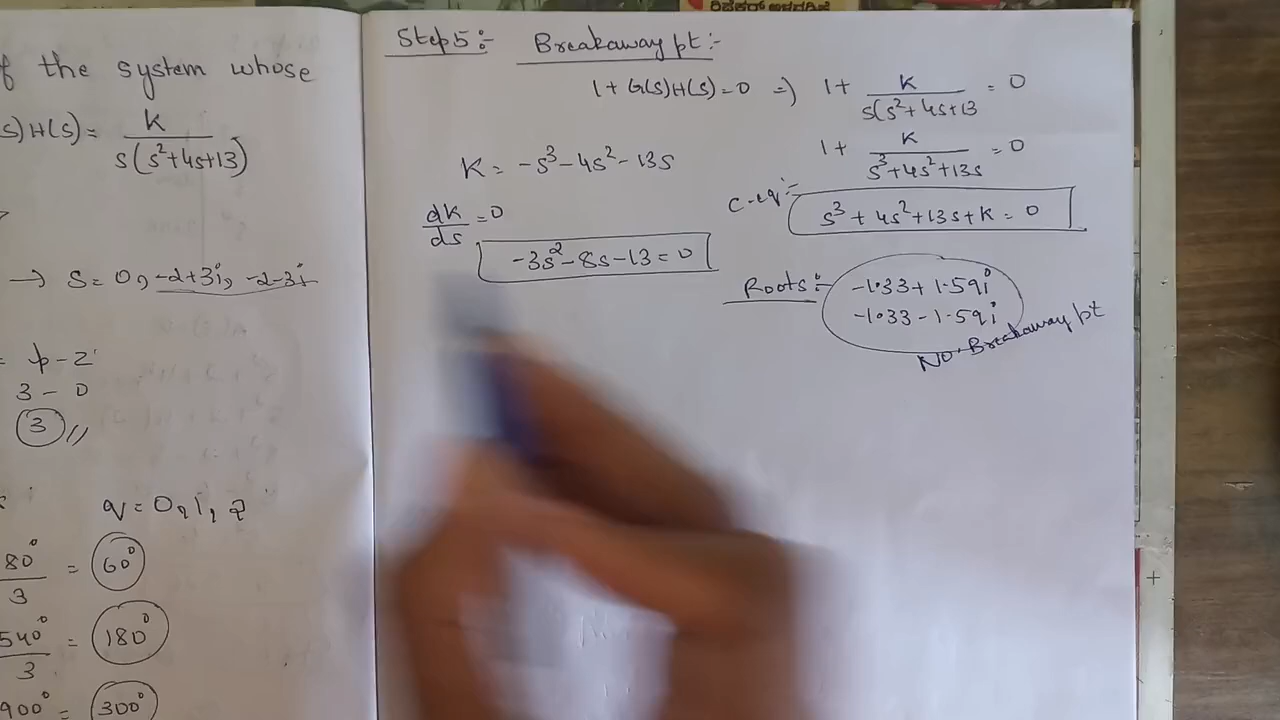 f the system whose
s)H(s) = K / s(s²+4s+13)
→ s = 0, -2+3i, -2-3i
= p-z
3 - 0
3 //
q = 0, 1, 2
80°/3 = 60°
540°/3 = 180°
900° = 300°
Step 5:- Breakaway pt:-
1 + G(s)H(s) = 0 ⇒ 1 + K / s(s²+4s+13 = 0
1 + K / s³+4s²+13s = 0
K = -s³-4s²-13s
c.eq:- s³ + 4s² + 13s + K = 0
dK/ds = 0
-3s²-8s-13 = 0
Roots:- -1.33 + 1.59i
-1.33 - 1.59i
NO. Breakaway pt